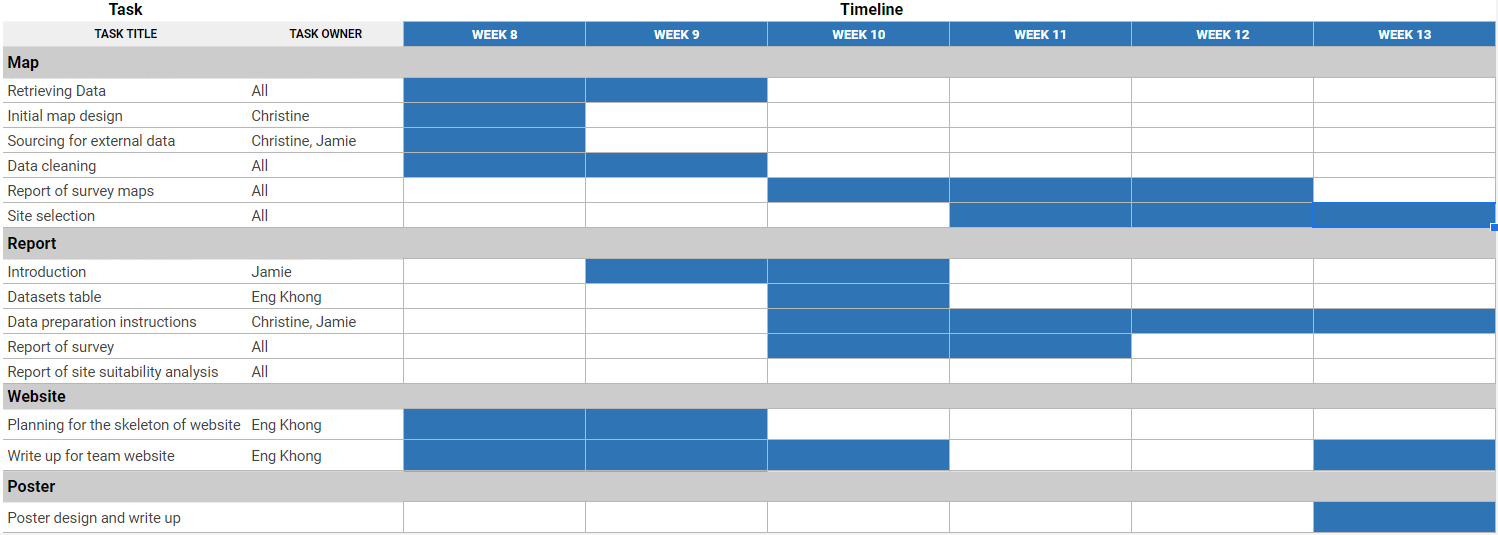 Task Timeline
TASK TITLE TASK OWNER WEEK 8 WEEK 9 WEEK 10 WEEK 11 WEEK 12 WEEK 13
Map
Retrieving Data All
Initial map design Christine
Sourcing for external data Christine, Jamie
Data cleaning All
Report of survey maps All
Site selection All
Report
Introduction Jamie
Datasets table Eng Khong
Data preparation instructions Christine, Jamie
Report of survey All
Report of site suitability analysis All
Website
Planning for the skeleton of website Eng Khong
Write up for team website Eng Khong
Poster
Poster design and write up